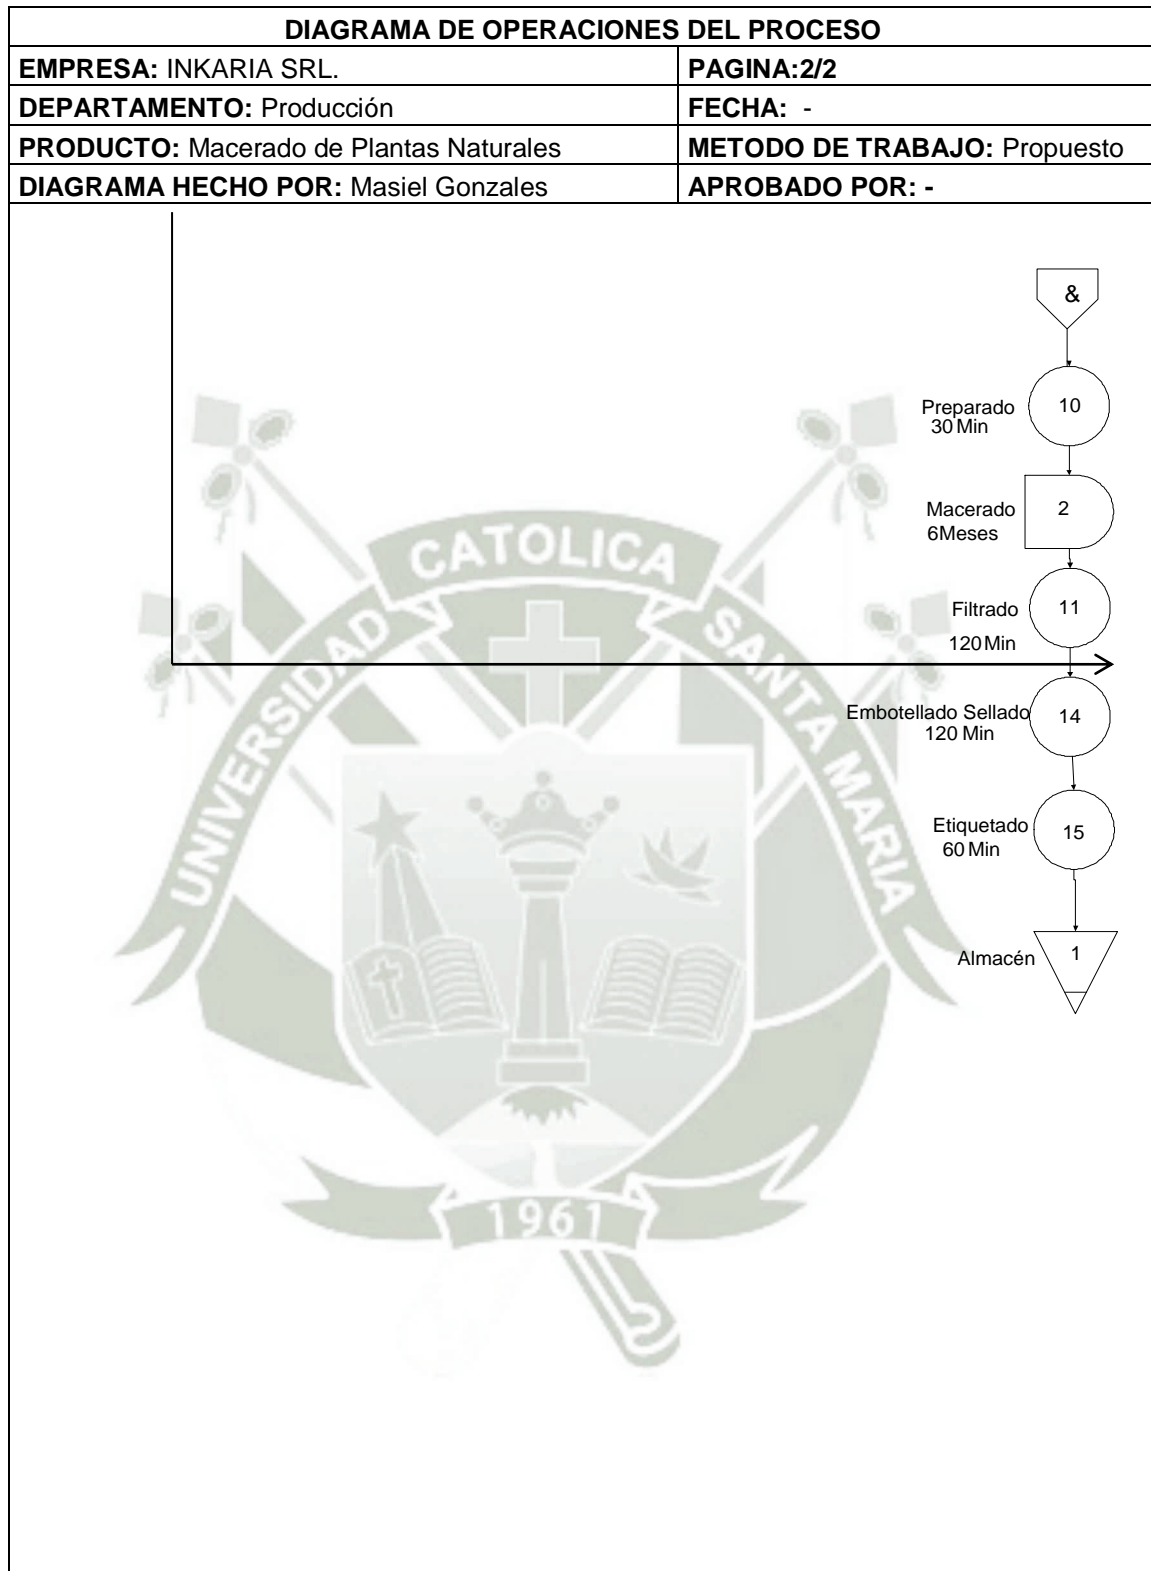 DIAGRAMA DE OPERACIONES DEL PROCESO
EMPRESA: INKARIA SRL.
PAGINA:2/2
DEPARTAMENTO: Producción
FECHA: -
PRODUCTO: Macerado de Plantas Naturales
METODO DE TRABAJO: Propuesto
DIAGRAMA HECHO POR: Masiel Gonzales
APROBADO POR: -
&
Preparado
30 Min
10
Macerado
6Meses
2
Filtrado
120 Min
11
Embotellado Sellado
120 Min
14
Etiquetado
60 Min
15
Almacén
1
UNIVERSIDAD CATOLICA SANTA MARIA
1961